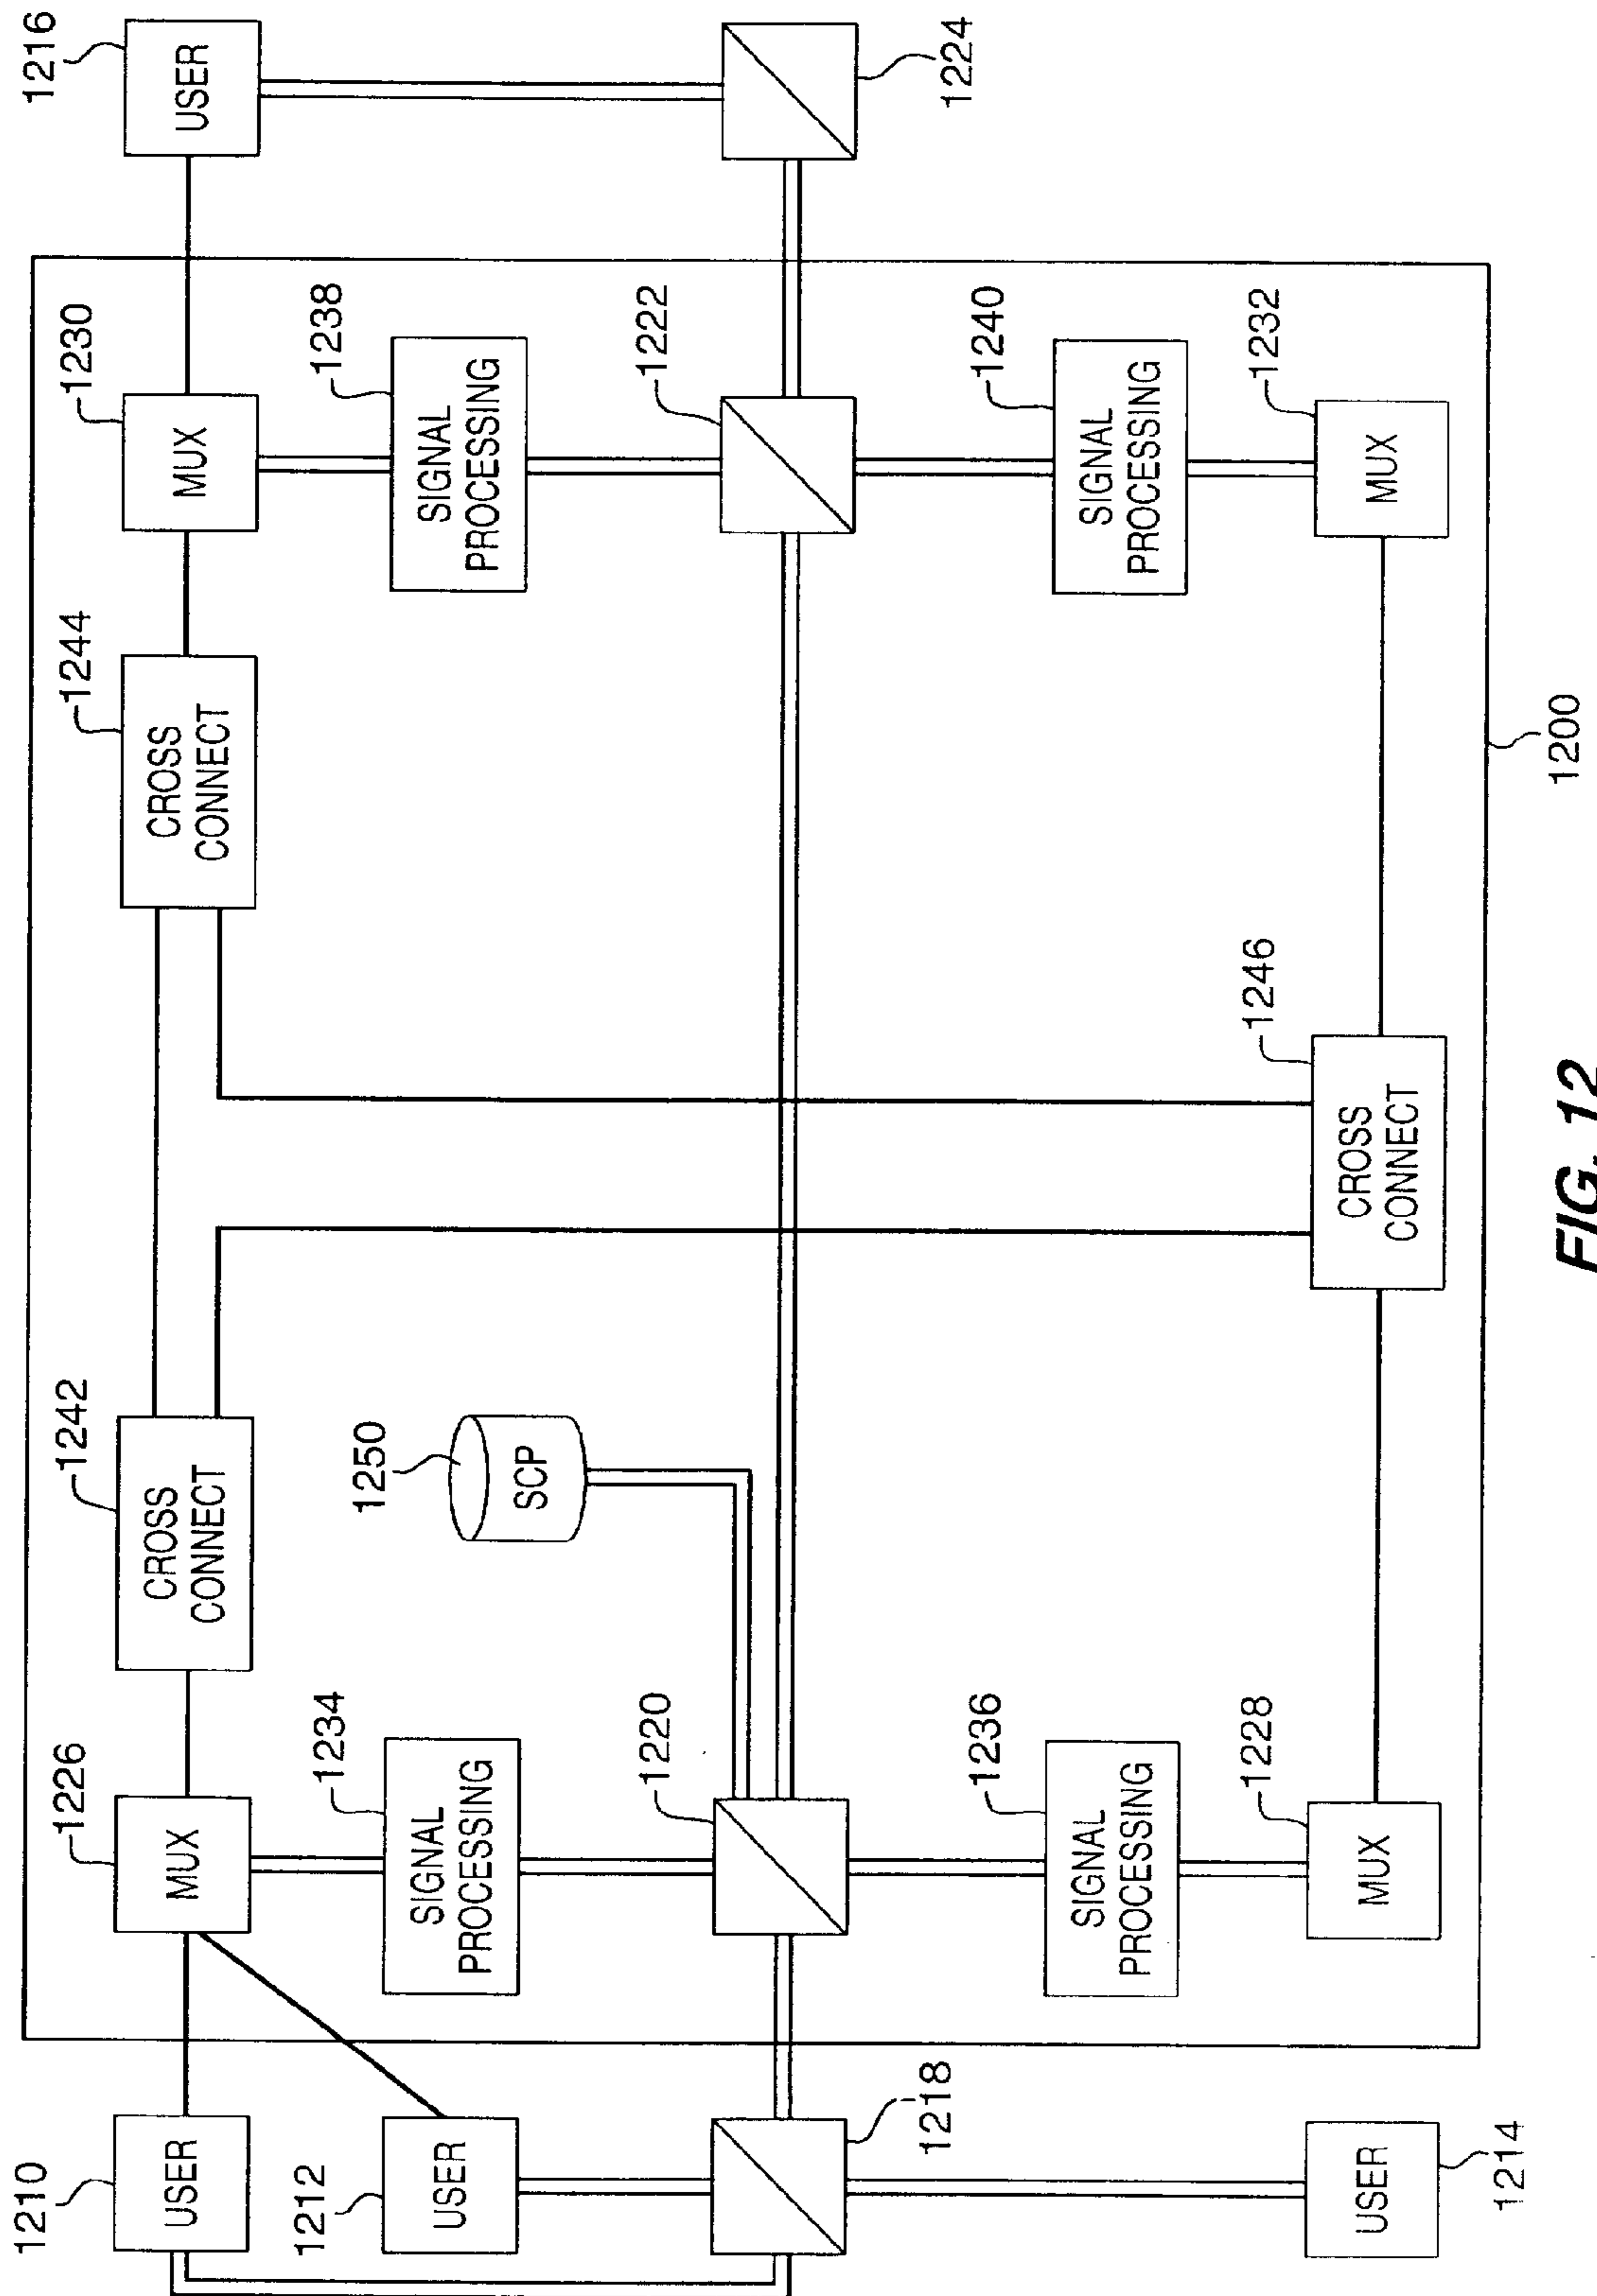 1210
1226
1242
1244
1230
1216
USER
MUX
CROSS
CONNECT
CROSS
CONNECT
MUX
USER
1212
1234
1250
1238
USER
SIGNAL
PROCESSING
SCP
SIGNAL
PROCESSING
1220
1222
1218
1224
1236
1240
SIGNAL
PROCESSING
SIGNAL
PROCESSING
1228
1246
1232
USER
MUX
CROSS
CONNECT
MUX
1214
1200
FIG. 12